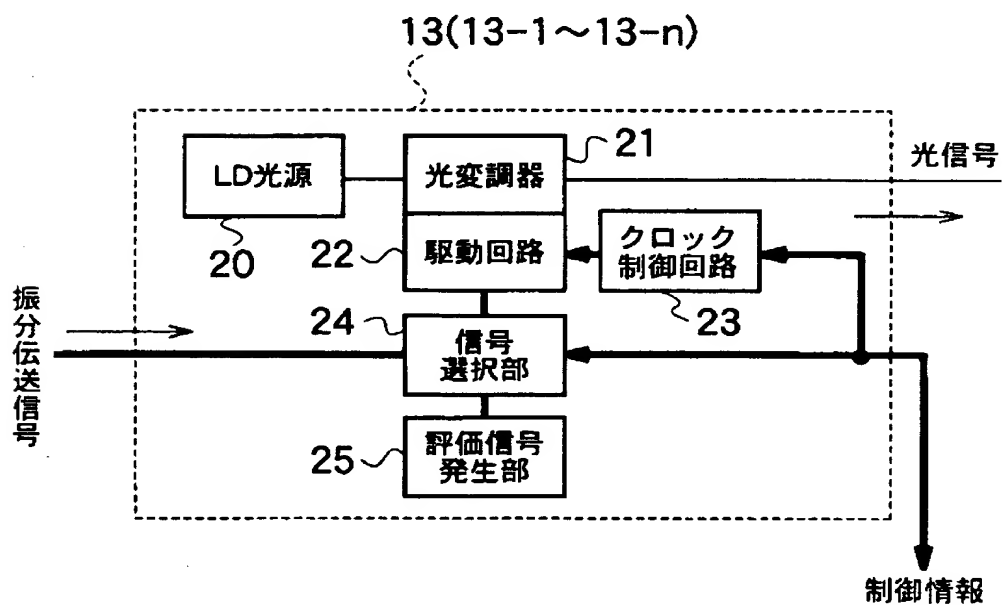 13(13-1～13-n)
LD光源
光変調器
21
光信号
20
22
駆動回路
クロック
制御回路
23
振分伝送信号
24
信号
選択部
25
評価信号
発生部
制御情報